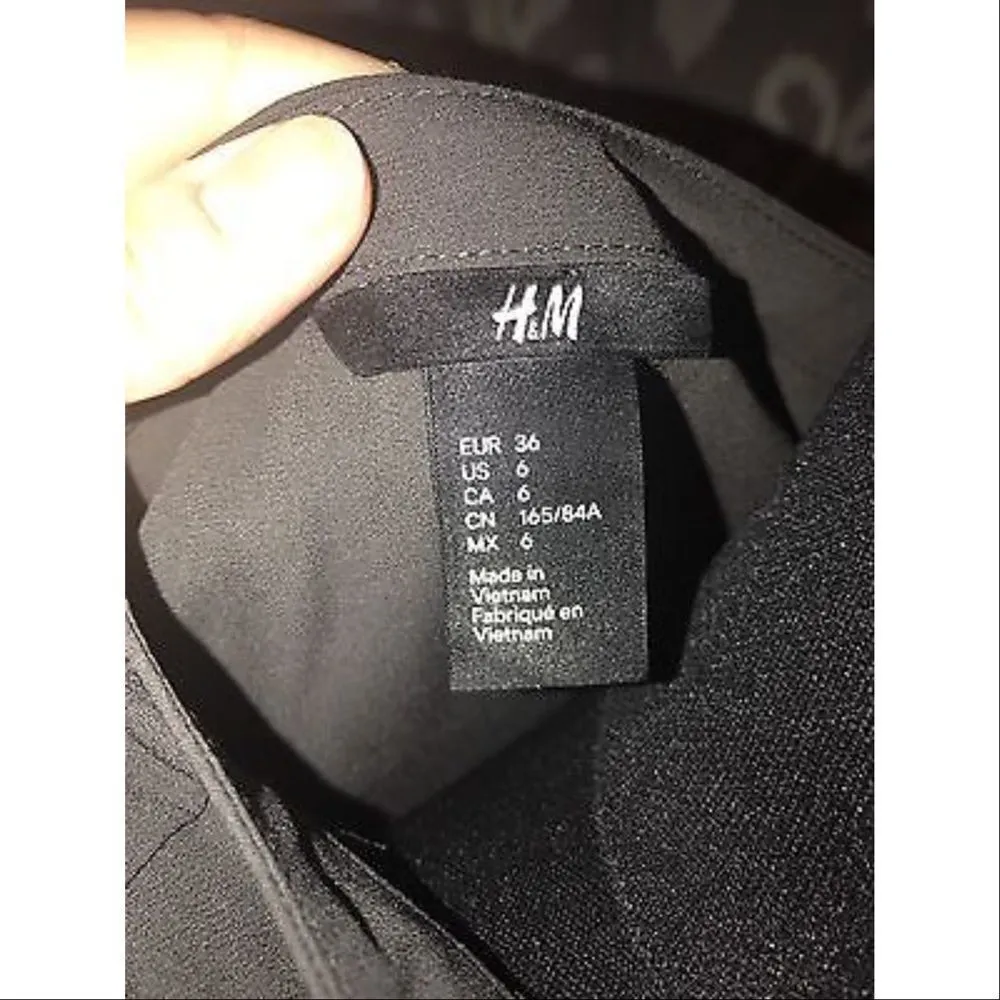 H&M
EUR 36
US 6
CA 6
CN 165/84A
MX 6
Made in
Vietnam
Fabriqué en
Vietnam